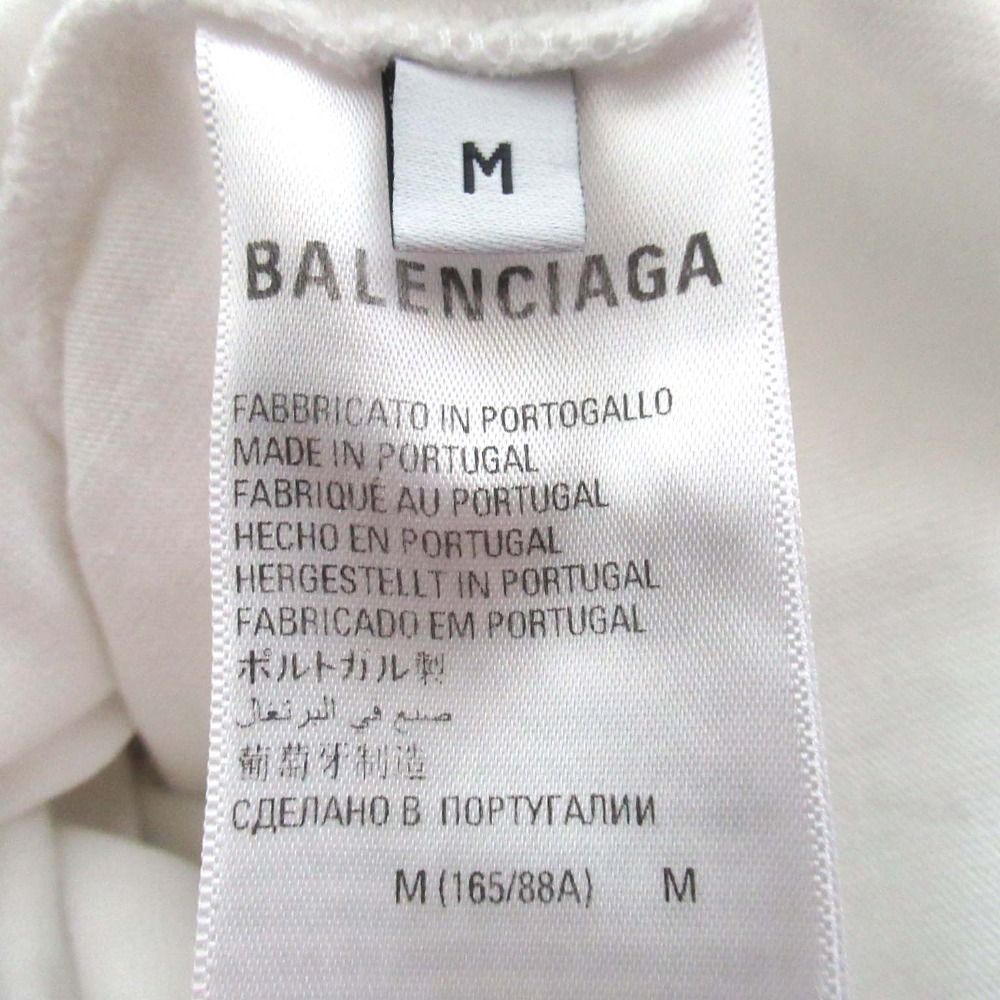 M
BALENCIAGA
FABBRICATO IN PORTOGALLO
MADE IN PORTUGAL
FABRIQUÉ AU PORTUGAL
HECHO EN PORTUGAL
HERGESTELLT IN PORTUGAL
FABRICADO EM PORTUGAL
ポルトガル製
صنع في البرتغال
葡萄牙制造
СДЕЛАНО В ПОРТУГАЛИИ
M (165/88A) M